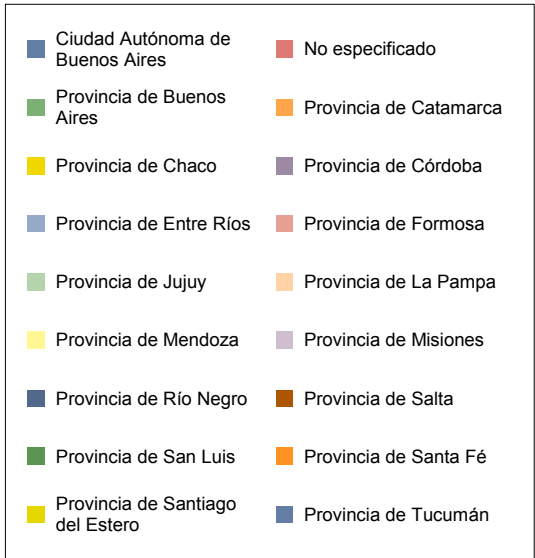 Ciudad Autónoma de
Buenos Aires
No especificado
Provincia de Buenos
Aires
Provincia de Catamarca
Provincia de Chaco
Provincia de Córdoba
Provincia de Entre Ríos
Provincia de Formosa
Provincia de Jujuy
Provincia de La Pampa
Provincia de Mendoza
Provincia de Misiones
Provincia de Río Negro
Provincia de Salta
Provincia de San Luis
Provincia de Santa Fé
Provincia de Santiago
del Estero
Provincia de Tucumán